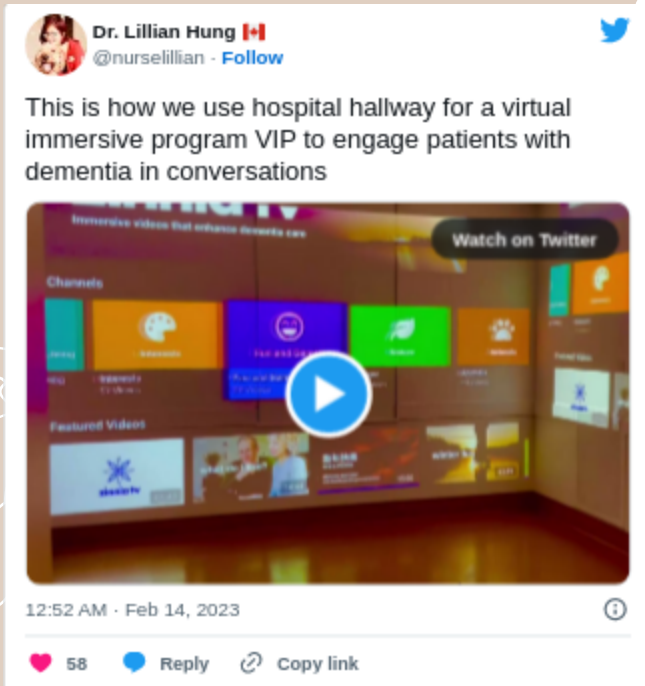 Dr. Lillian Hung 🇨🇦
@nurselillian · Follow
This is how we use hospital hallway for a virtual
immersive program VIP to engage patients with
dementia in conversations
Immersive videos that enhance dementia care
Watch on Twitter
Channels
Featured Videos
12:52 AM · Feb 14, 2023
58 Reply Copy link